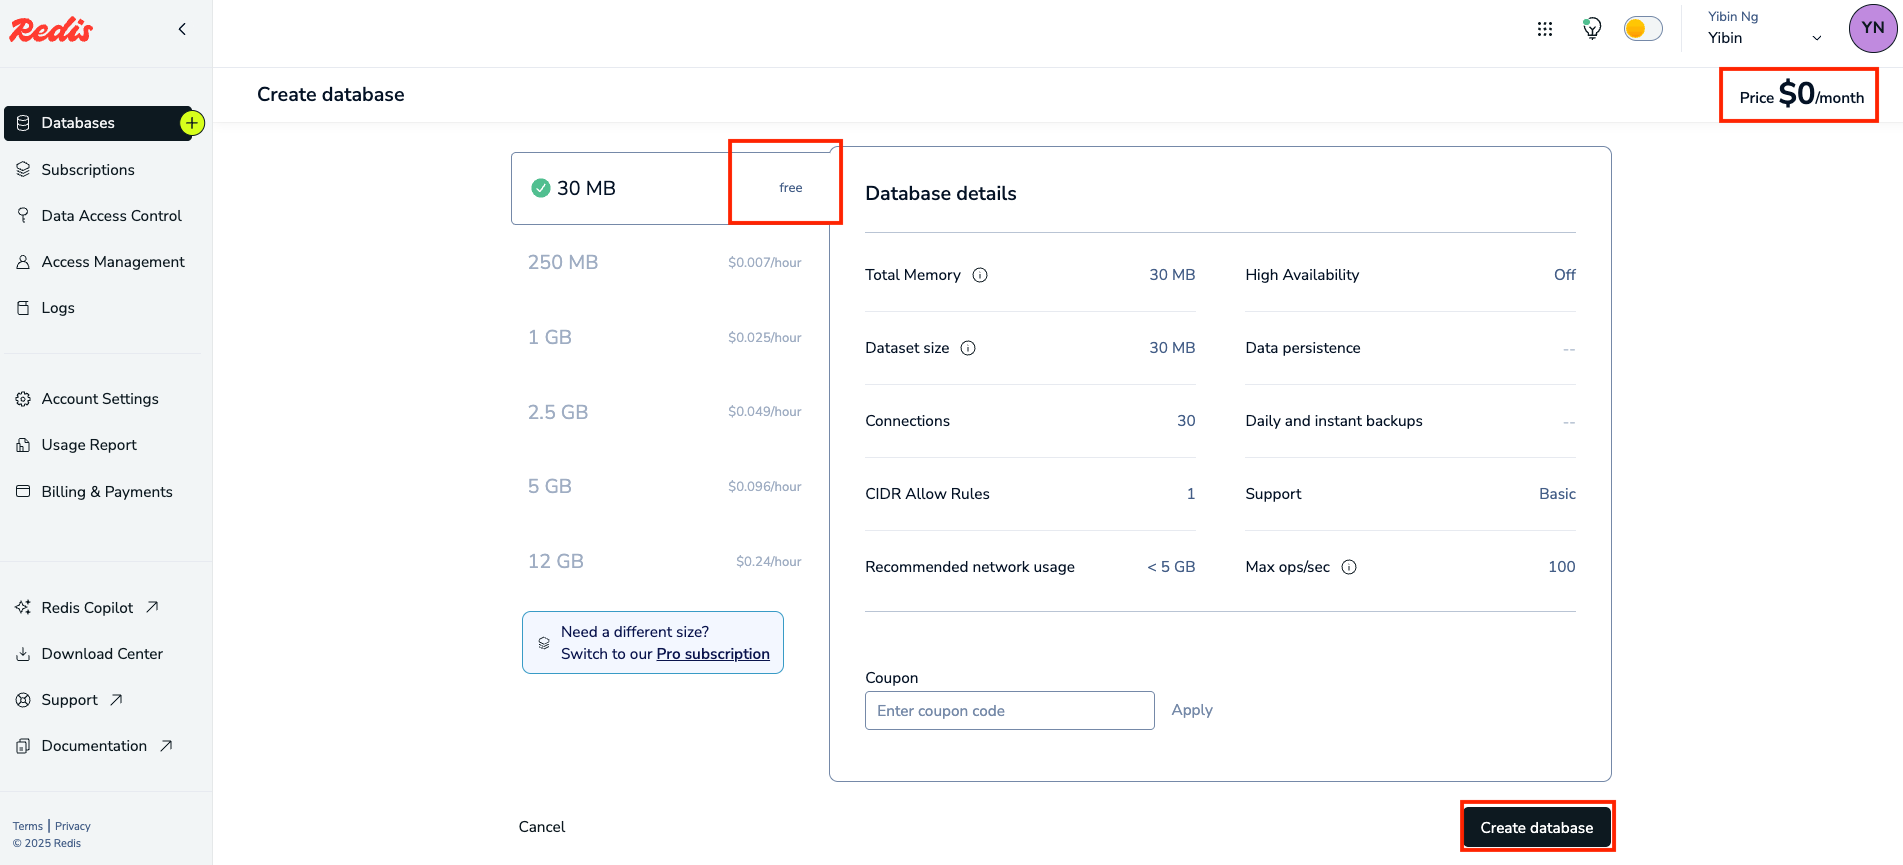 Redis
Yibin Ng
Yibin
YN
Create database
Price $0/month
Databases
Subscriptions
Data Access Control
Access Management
Logs
Account Settings
Usage Report
Billing & Payments
Redis Copilot
Download Center
Support
Documentation
Terms | Privacy
© 2025 Redis
30 MB free
250 MB $0.007/hour
1 GB $0.025/hour
2.5 GB $0.049/hour
5 GB $0.096/hour
12 GB $0.24/hour
Need a different size?
Switch to our Pro subscription
Database details
Total Memory 30 MB High Availability Off
Dataset size 30 MB Data persistence --
Connections 30 Daily and instant backups --
CIDR Allow Rules 1 Support Basic
Recommended network usage < 5 GB Max ops/sec 100
Coupon
Enter coupon code Apply
Cancel Create database